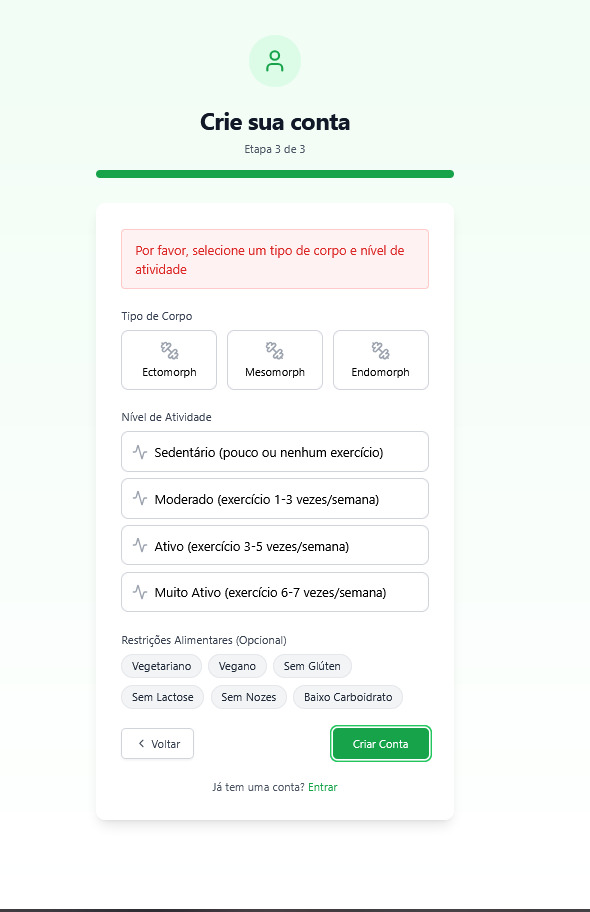 Crie sua conta
Etapa 3 de 3
Por favor, selecione um tipo de corpo e nível de
atividade
Tipo de Corpo
Ectomorph
Mesomorph
Endomorph
Nível de Atividade
Sedentário (pouco ou nenhum exercício)
Moderado (exercício 1-3 vezes/semana)
Ativo (exercício 3-5 vezes/semana)
Muito Ativo (exercício 6-7 vezes/semana)
Restrições Alimentares (Opcional)
Vegetariano
Vegano
Sem Glúten
Sem Lactose
Sem Nozes
Baixo Carboidrato
Voltar
Criar Conta
Já tem uma conta? Entrar